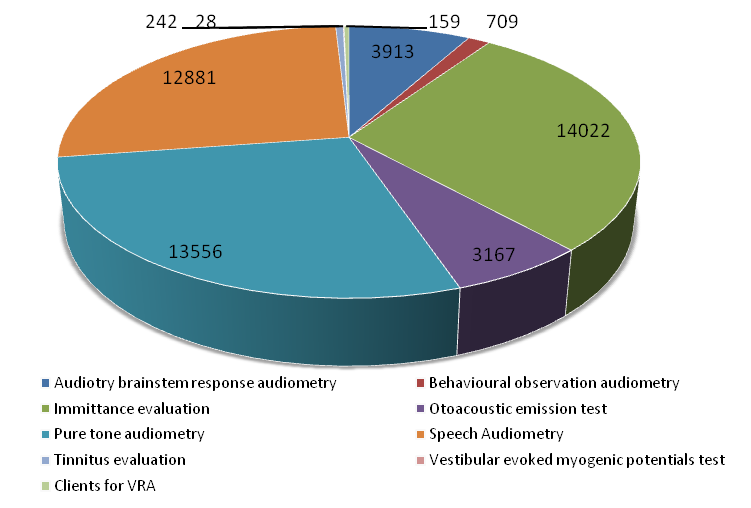 242 28 159 709
3913
12881
14022
13556
3167
Audiotry brainstem response audiometry Behavioural observation audiometry
Immittance evaluation Otoacoustic emission test
Pure tone audiometry Speech Audiometry
Tinnitus evaluation Vestibular evoked myogenic potentials test
Clients for VRA